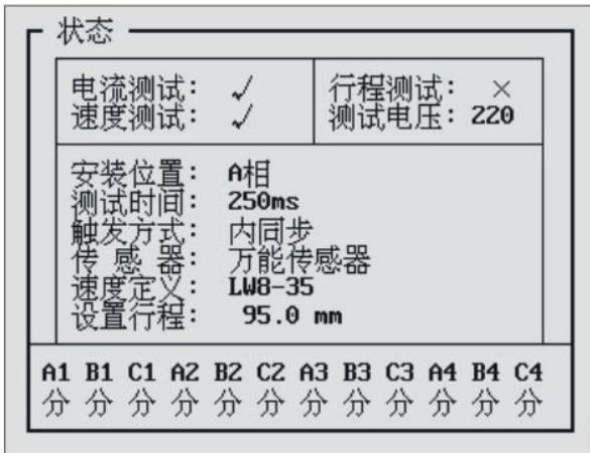 状态
电流测试: √ 行程测试: ×
速度测试: √ 测试电压: 220
安装位置: A相
测试时间: 250ms
触发方式: 内同步
传 感 器: 万能传感器
速度定义: LW8-35
设置行程: 95.0 mm
A1 B1 C1 A2 B2 C2 A3 B3 C3 A4 B4 C4
分 分 分 分 分 分 分 分 分 分 分 分